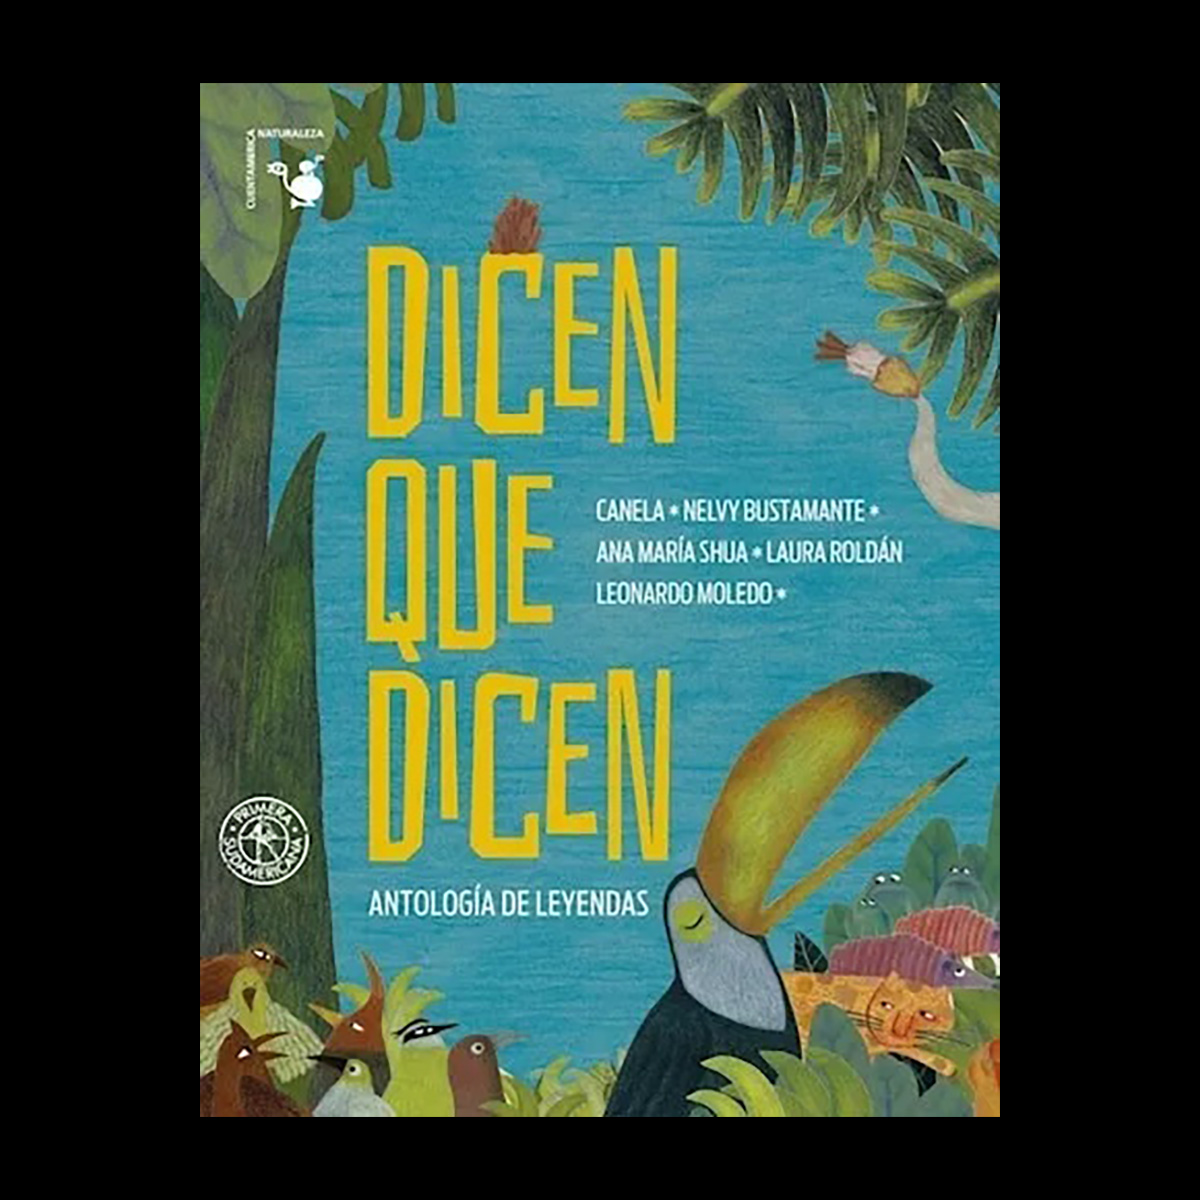 CUENTAMERICA
NATURALEZA
DICEN
QUE
DICEN
CANELA * NELVY BUSTAMANTE *
ANA MARÍA SHUA * LAURA ROLDÁN
LEONARDO MOLEDO *
PRIMERA
SUDAMERICANA
ANTOLOGÍA DE LEYENDAS